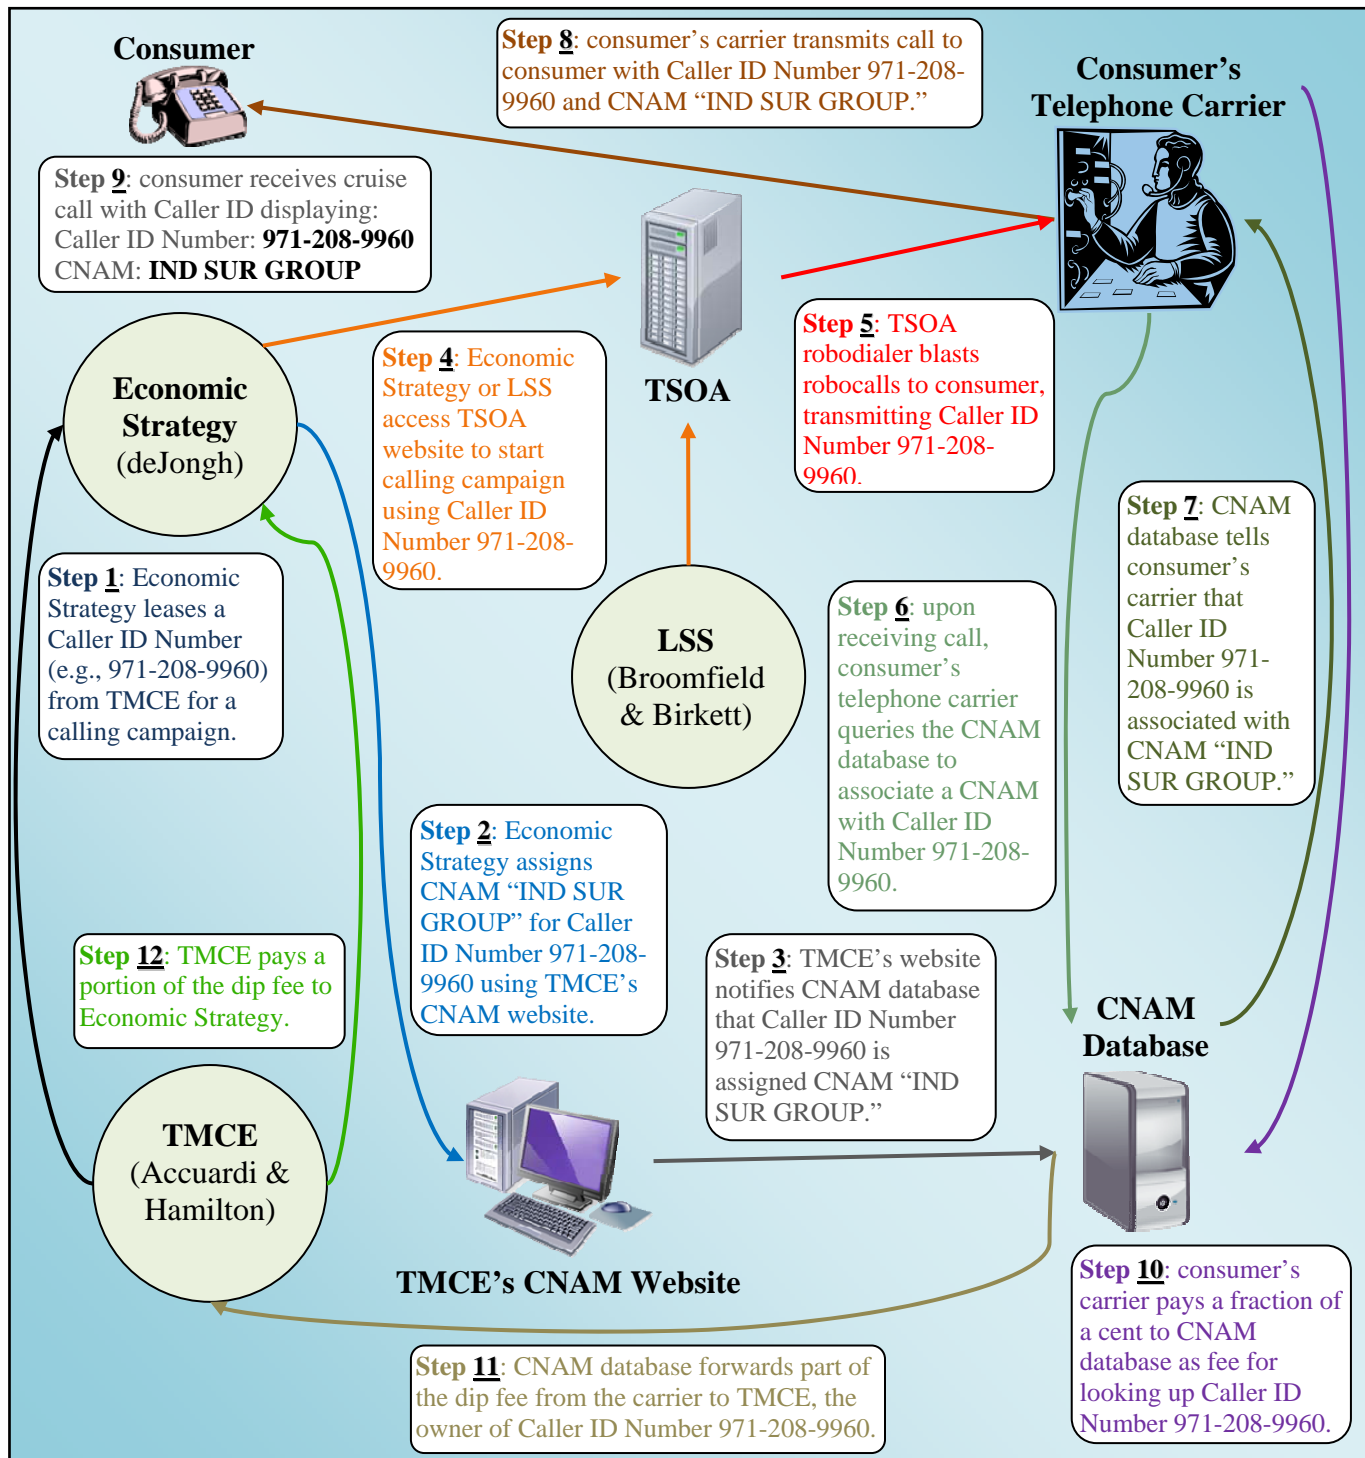 Consumer
Step 8: consumer’s carrier transmits call to
consumer with Caller ID Number 971-208-
9960 and CNAM “IND SUR GROUP.”
Consumer’s
Telephone Carrier
Step 9: consumer receives cruise
call with Caller ID displaying:
Caller ID Number: 971-208-9960
CNAM: IND SUR GROUP
Economic
Strategy
(deJongh)
Step 4: Economic
Strategy or LSS
access TSOA
website to start
calling campaign
using Caller ID
Number 971-208-
9960.
TSOA
Step 5: TSOA
robodialer blasts
robocalls to consumer,
transmitting Caller ID
Number 971-208-
9960.
Step 7: CNAM
database tells
consumer’s
carrier that
Caller ID
Number 971-
208-9960 is
associated with
CNAM “IND
SUR GROUP.”
Step 1: Economic
Strategy leases a
Caller ID Number
(e.g., 971-208-9960)
from TMCE for a
calling campaign.
LSS
(Broomfield
& Birkett)
Step 6: upon
receiving call,
consumer’s
telephone carrier
queries the CNAM
database to
associate a CNAM
with Caller ID
Number 971-208-
9960.
Step 2: Economic
Strategy assigns
CNAM “IND SUR
GROUP” for Caller
ID Number 971-208-
9960 using TMCE’s
CNAM website.
Step 12: TMCE pays a
portion of the dip fee to
Economic Strategy.
Step 3: TMCE’s website
notifies CNAM database
that Caller ID Number
971-208-9960 is
assigned CNAM “IND
SUR GROUP.”
CNAM
Database
TMCE
(Accuardi &
Hamilton)
TMCE’s CNAM Website
Step 10: consumer’s
carrier pays a fraction of
a cent to CNAM
database as fee for
looking up Caller ID
Number 971-208-9960.
Step 11: CNAM database forwards part of
the dip fee from the carrier to TMCE, the
owner of Caller ID Number 971-208-9960.